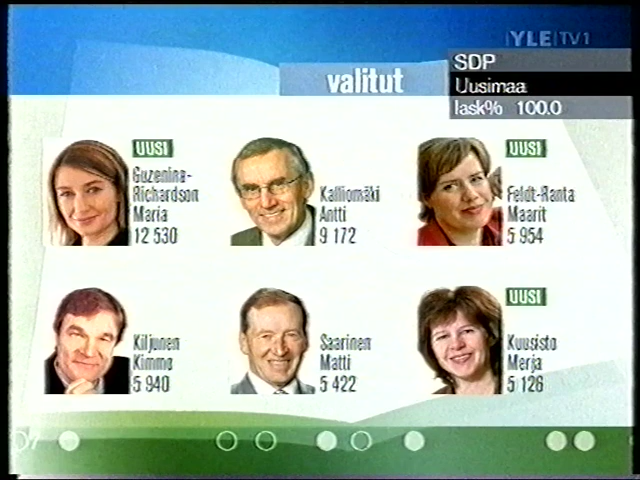 YLE TV1
SDP
valitut
Uusimaa
lask% 100.0
UUSI
Guzenina-
Richardson
Maria
12 530
Kalliomäki
Antti
9 172
UUSI
Feldt-Ranta
Maarit
5 954
Kiljunen
Kimmo
5 940
Saarinen
Matti
5 422
UUSI
Kuusisto
Merja
5 126
07